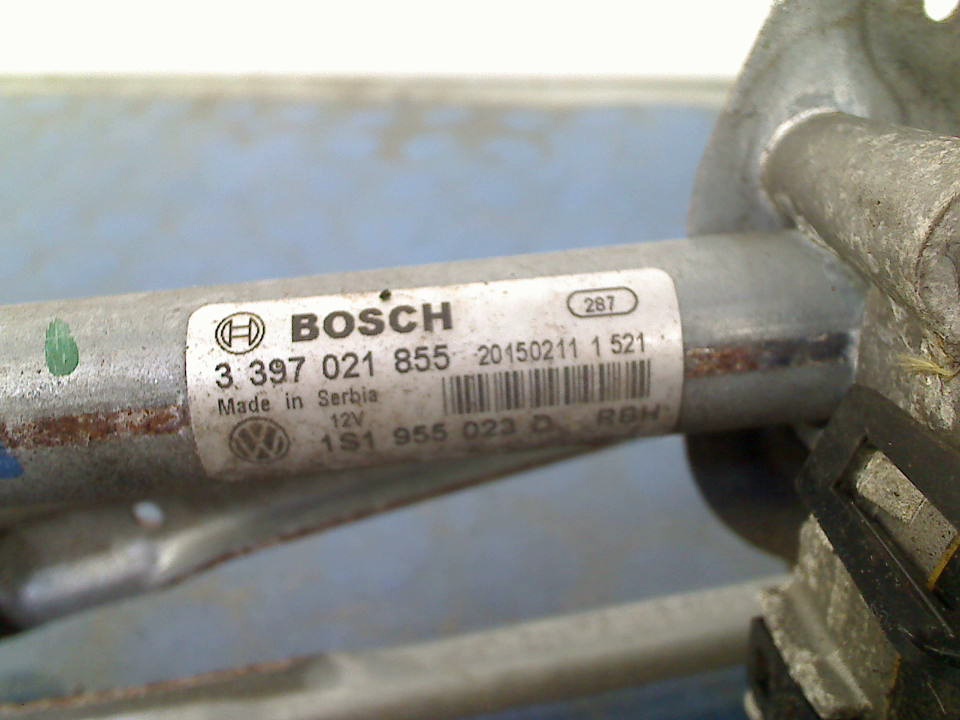 BOSCH 287
3 397 021 855 20150211 1 521
Made in Serbia
12V
1S1 955 023 D RBH